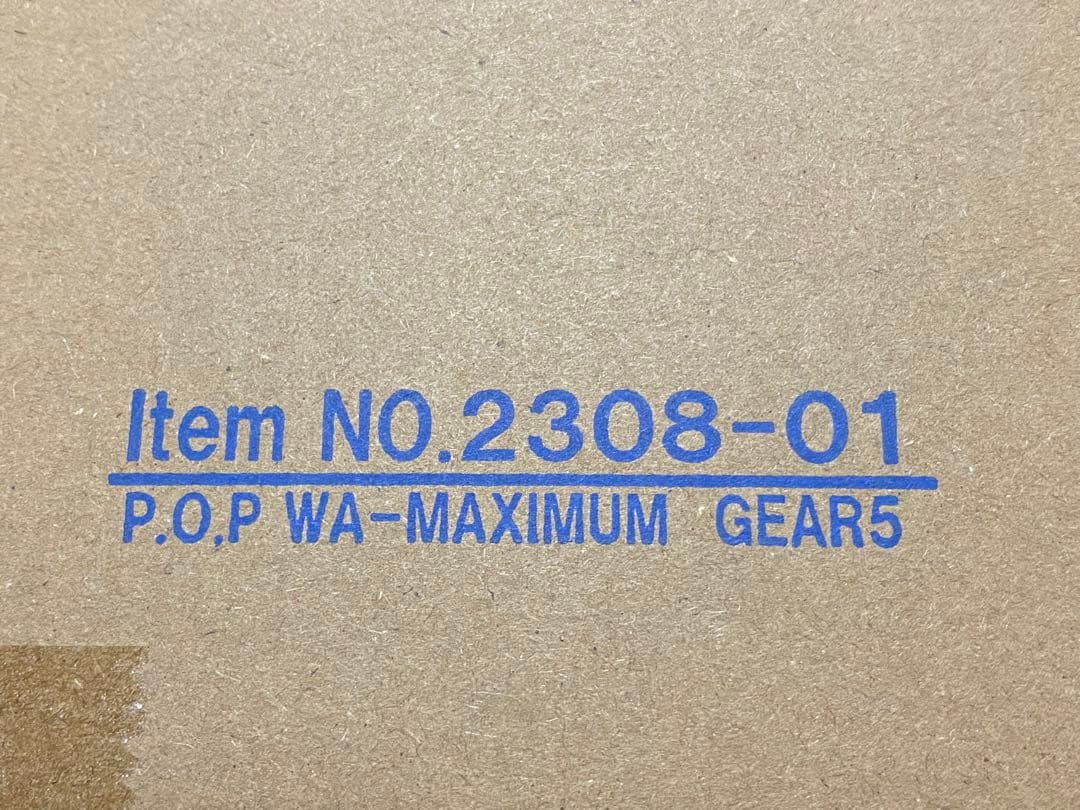 Item NO.2308-01
P.O.P WA-MAXIMUM GEAR5